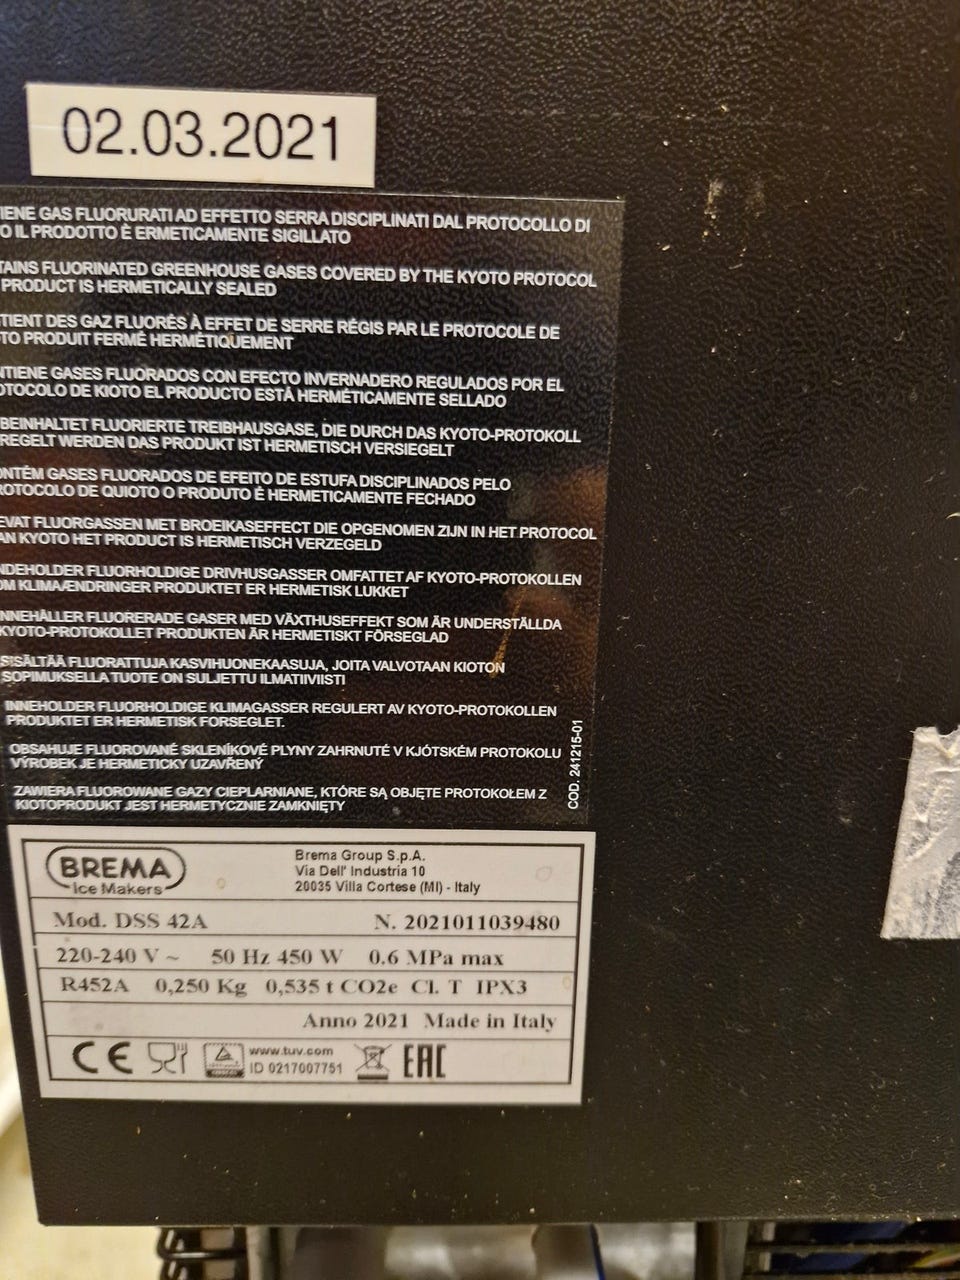 02.03.2021
IENE GAS FLUORURATI AD EFFETTO SERRA DISCIPLINATI DAL PROTOCOLLO DI
O IL PRODOTTO È ERMETICAMENTE SIGILLATO
TAINS FLUORINATED GREENHOUSE GASES COVERED BY THE KYOTO PROTOCOL
PRODUCT IS HERMETICALLY SEALED
TIENT DES GAZ FLUORÉS À EFFET DE SERRE RÉGIS PAR LE PROTOCOLE DE
TO PRODUIT FERMÉ HERMÉTIQUEMENT
NTIENE GASES FLUORADOS CON EFECTO INVERNADERO REGULADOS POR EL
OTOCOLO DE KIOTO EL PRODUCTO ESTÁ HERMÉTICAMENTE SELLADO
BEINHALTET FLUORIERTE TREIBHAUSGASE, DIE DURCH DAS KYOTO-PROTOKOLL
REGELT WERDEN DAS PRODUKT IST HERMETISCH VERSIEGELT
ONTÉM GASES FLUORADOS DE EFEITO DE ESTUFA DISCIPLINADOS PELO
ROTOCOLO DE QUIOTO O PRODUTO É HERMETICAMENTE FECHADO
EVAT FLUORGASSEN MET BROEIKASEFFECT DIE OPGENOMEN ZIJN IN HET PROTOCOL
AN KYOTO HET PRODUCT IS HERMETISCH VERZEGELD
NDEHOLDER FLUORHOLDIGE DRIVHUSGASSER OMFATTET AF KYOTO-PROTOKOLLEN
OM KLIMAÆNDRINGER PRODUKTET ER HERMETISK LUKKET
INNEHÅLLER FLUORERADE GASER MED VÄXTHUSEFFEKT SOM ÄR UNDERSTÄLLDA
KYOTO-PROTOKOLLET PRODUKTEN ÄR HERMETISKT FÖRSEGLAD
SISÄLTÄÄ FLUORATTUJA KASVIHUONEKAASUJA, JOITA VALVOTAAN KIOTON
SOPIMUKSELLA TUOTE ON SULJETTU ILMATIIVIISTI
INNEHOLDER FLUORHOLDIGE KLIMAGASSER REGULERT AV KYOTO-PROTOKOLLEN
PRODUKTET ER HERMETISK FORSEGLET.
OBSAHUJE FLUOROVANÉ SKLENÍKOVÉ PLYNY ZAHRNUTÉ V KJÓTSKÉM PROTOKOLU
VÝROBEK JE HERMETICKY UZAVŘENÝ
ZAWIERA FLUOROWANE GAZY CIEPLARNIANE, KTÓRE SĄ OBJĘTE PROTOKOŁEM Z
KIOTOPRODUKT JEST HERMETYCZNIE ZAMKNIĘTY
COD. 241215-01
BREMA
Ice Makers
Brema Group S.p.A.
Via Dell' Industria 10
20035 Villa Cortese (MI) - Italy
Mod. DSS 42A N. 2021011039480
220-240 V ~ 50 Hz 450 W 0.6 MPa max
R452A 0,250 Kg 0,535 t CO2e Cl. T IPX3
Anno 2021 Made in Italy
CE www.tuv.com EAC
ID 0217007751